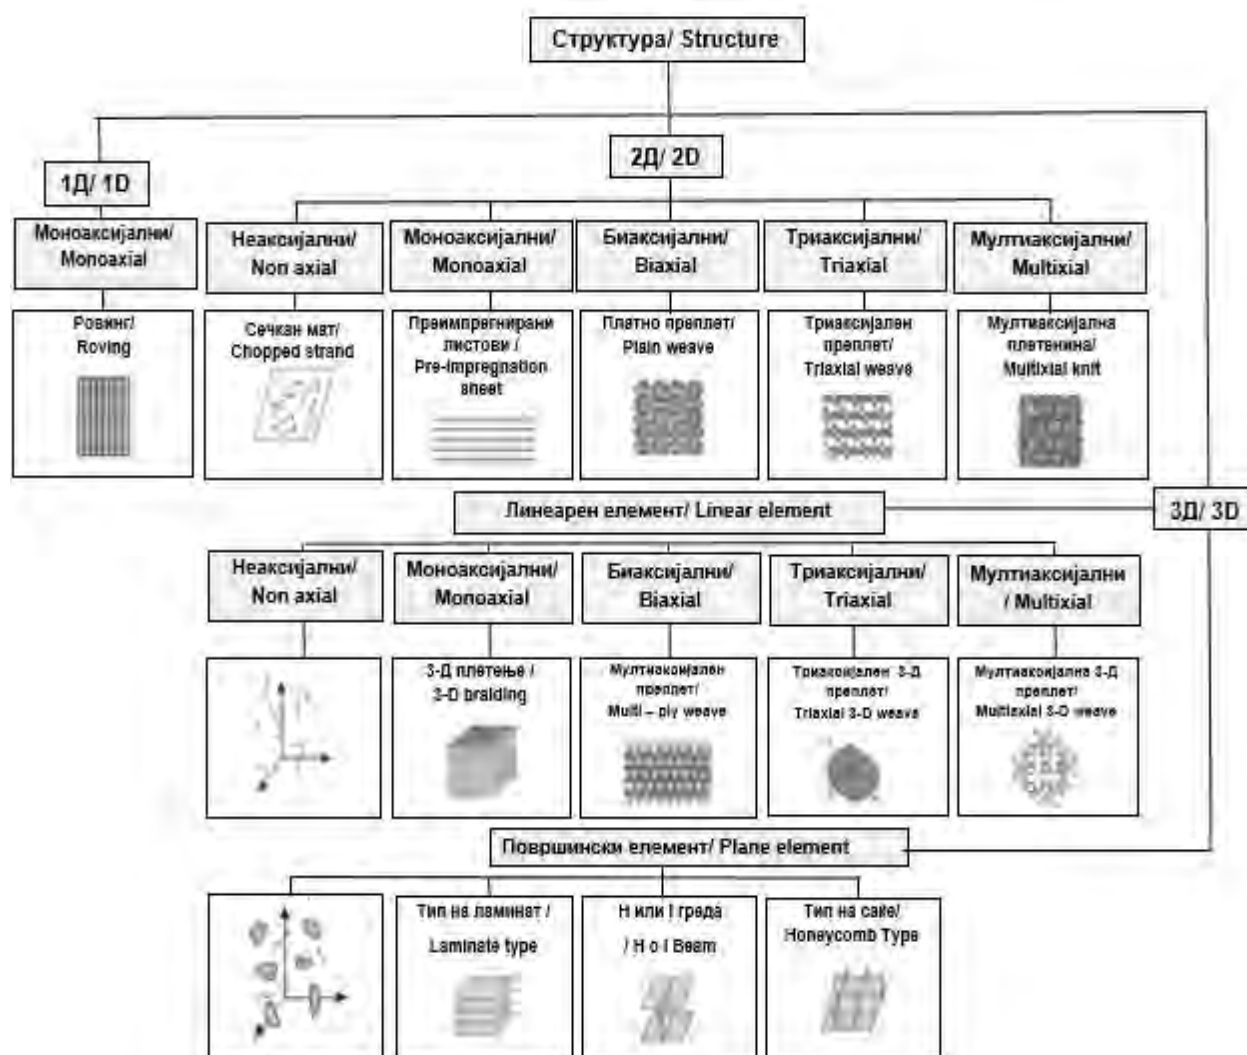 Структура/ Structure
1Д/ 1D
2Д/ 2D
Моноаксијални/
Monoaxial
Неаксијални/
Non axial
Моноаксијални/
Monoaxial
Биаксијални/
Biaxial
Триаксијални/
Triaxial
Мултиаксијални/
Multixial
Ровинг/
Roving
Сечкан мат/
Chopped strand
Преимпрегнирани
листови /
Pre-impregnation
sheet
Платно преплет/
Plain weave
Триаксијален
преплет/
Triaxial weave
Мултиаксијална
плетенина/
Multixial knit
Линеарен елемент/ Linear element
3Д/ 3D
Неаксијални/
Non axial
Моноаксијални/
Monoaxial
Биаксијални/
Biaxial
Триаксијални/
Triaxial
Мултиаксијални
/ Multixial
3-Д плетење /
3-D braiding
Мултиаксијален
преплет/
Multi – ply weave
Триаксијален 3-Д
преплет/
Triaxial 3-D weave
Мултиаксијална 3-Д
преплет/
Multiaxial 3-D weave
Површински елемент/ Plane element
Тип на ламинат /
Laminate type
Н или I греда
/ H o I Beam
Тип на саќе/
Honeycomb Type